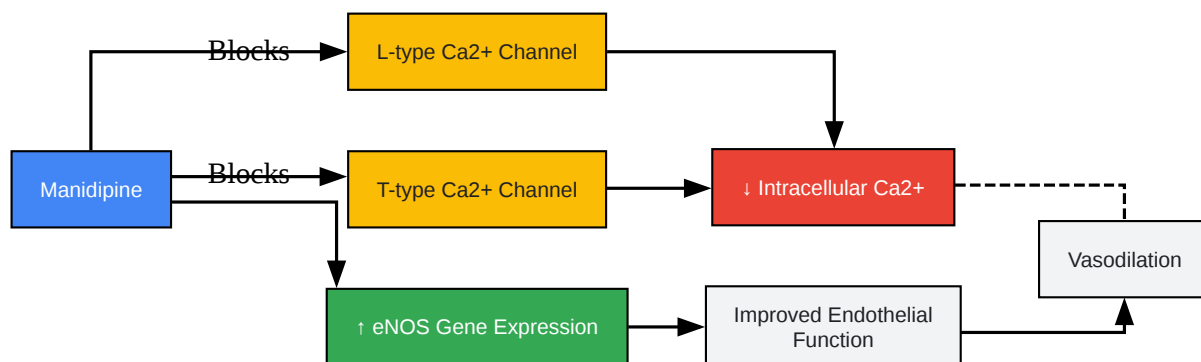 Blocks
L-type Ca2+ Channel
Manidipine
Blocks
T-type Ca2+ Channel
↓ Intracellular Ca2+
Vasodilation
↑ eNOS Gene Expression
Improved Endothelial
Function